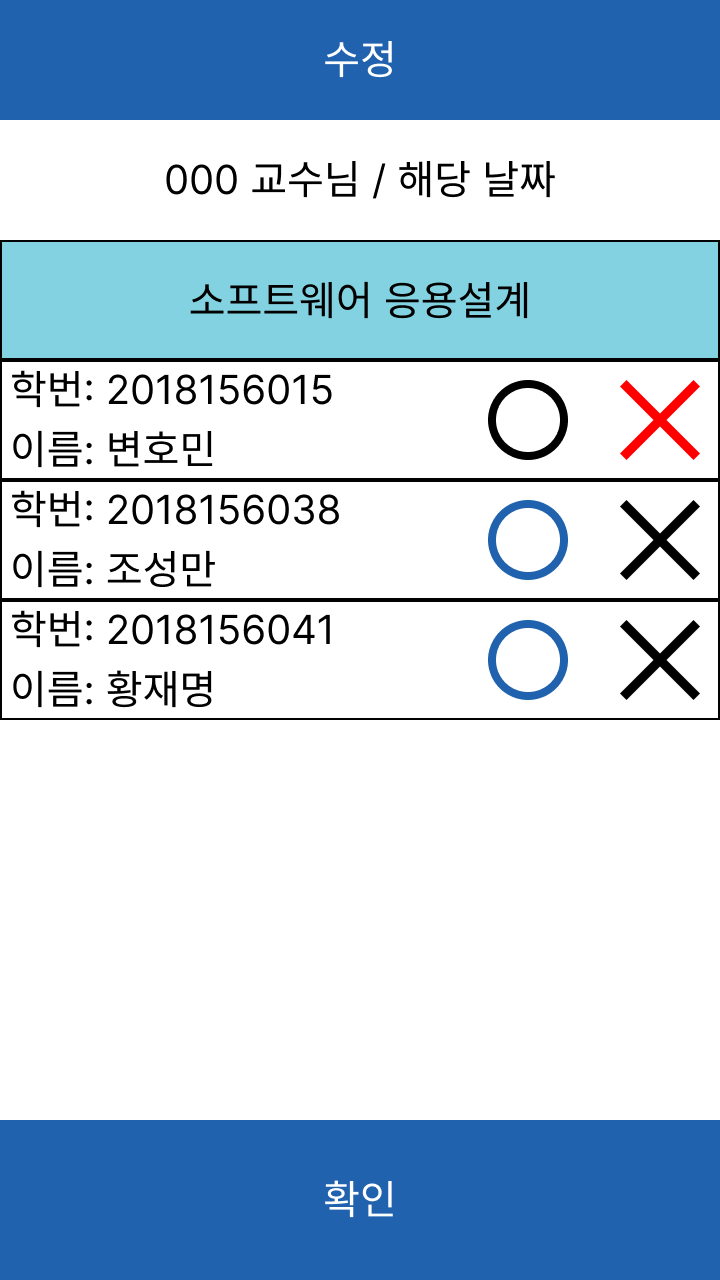 수정
000 교수님 / 해당 날짜
소프트웨어 응용설계
학번: 2018156015
이름: 변호민
학번: 2018156038
이름: 조성만
학번: 2018156041
이름: 황재명
확인